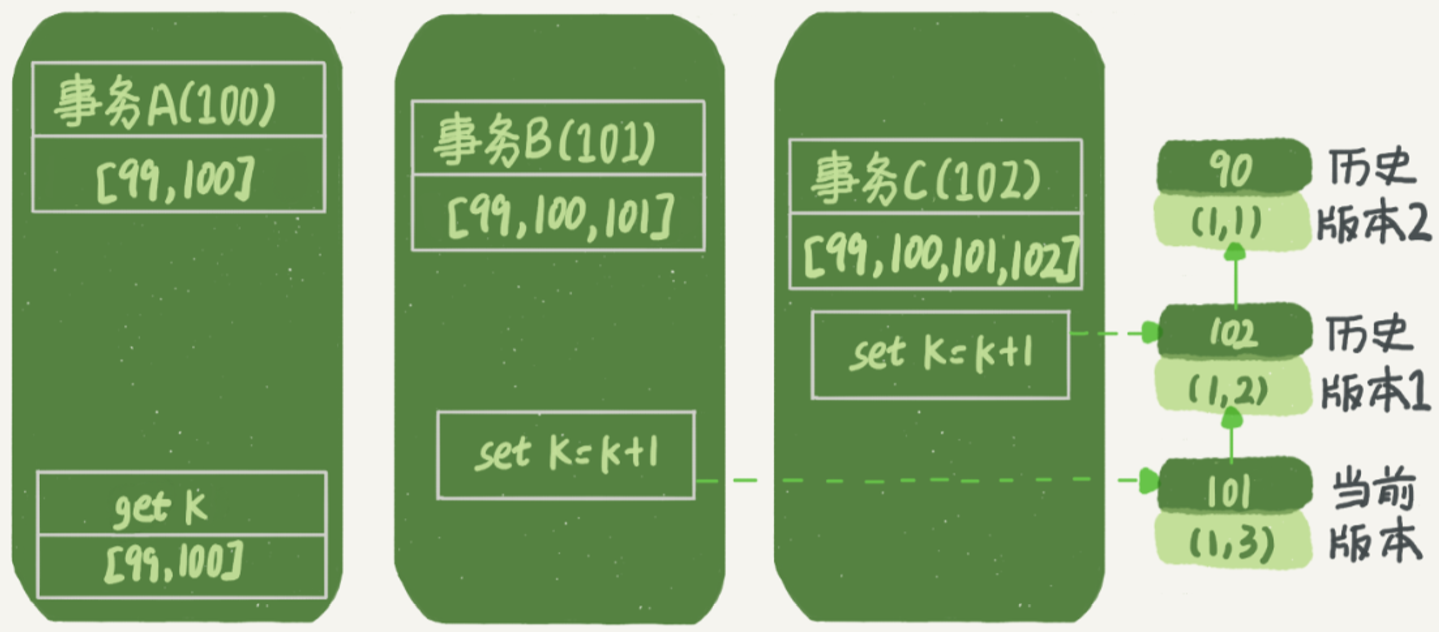 事务A(100)
[99,100]
get k
[99,100]
事务B(101)
[99,100,101]
set k=k+1
事务C(102)
[99,100,101,102]
set k=k+1
90
(1,1)
历史
版本2
102
(1,2)
历史
版本1
101
(1,3)
当前
版本